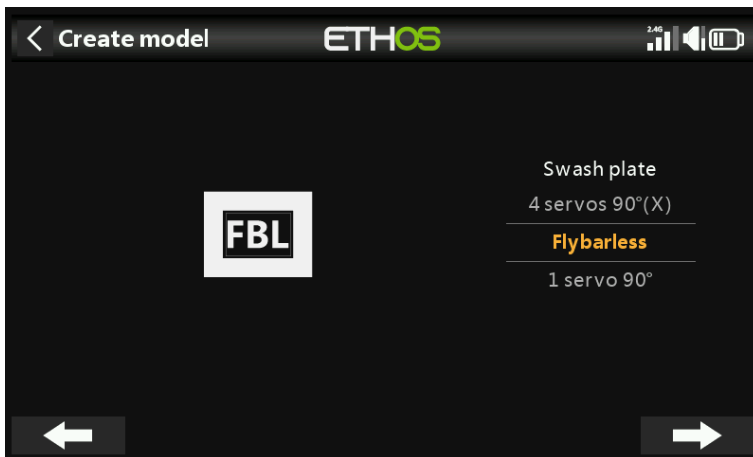 Create model
ETHOS
2.4G
Swash plate
4 servos 90°(X)
FBL
Flybarless
1 servo 90°